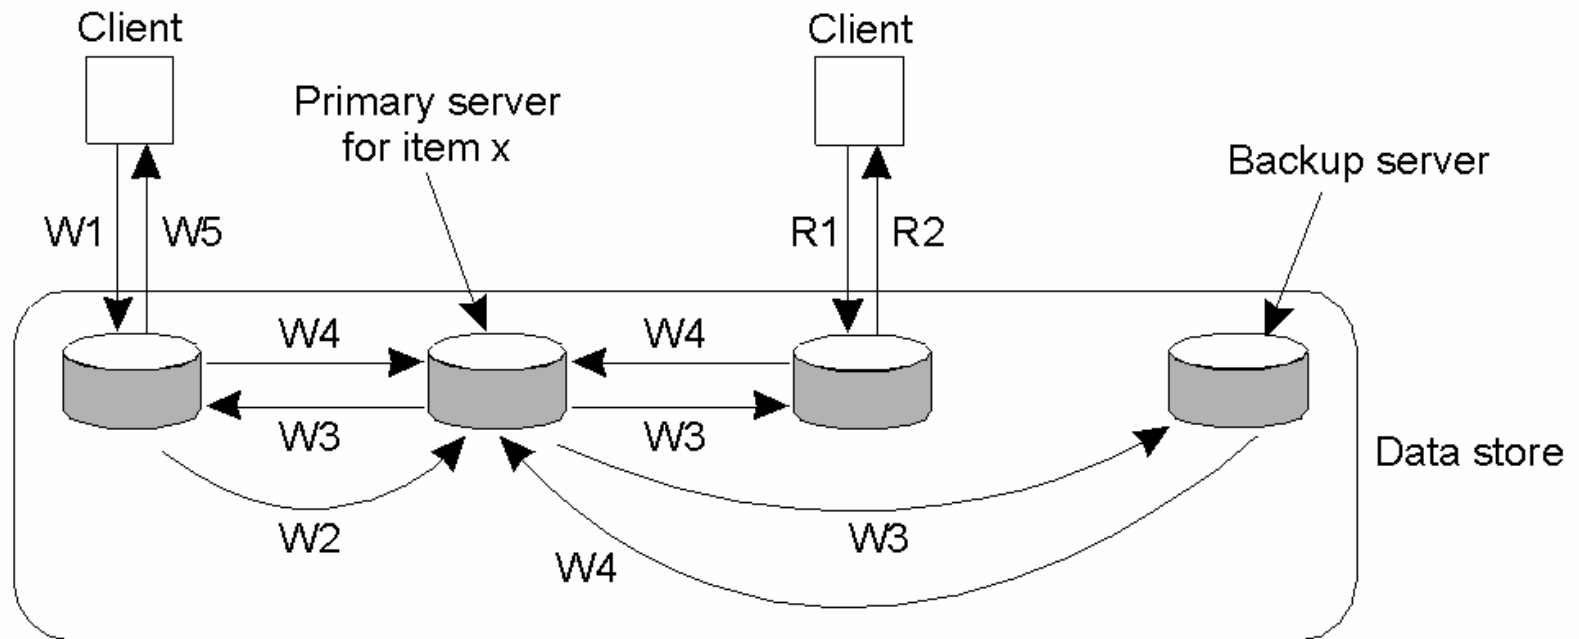 Client
Client
Primary server
for item x
Backup server
W1
W5
R1
R2
W4
W4
W3
W3
Data store
W2
W3
W4